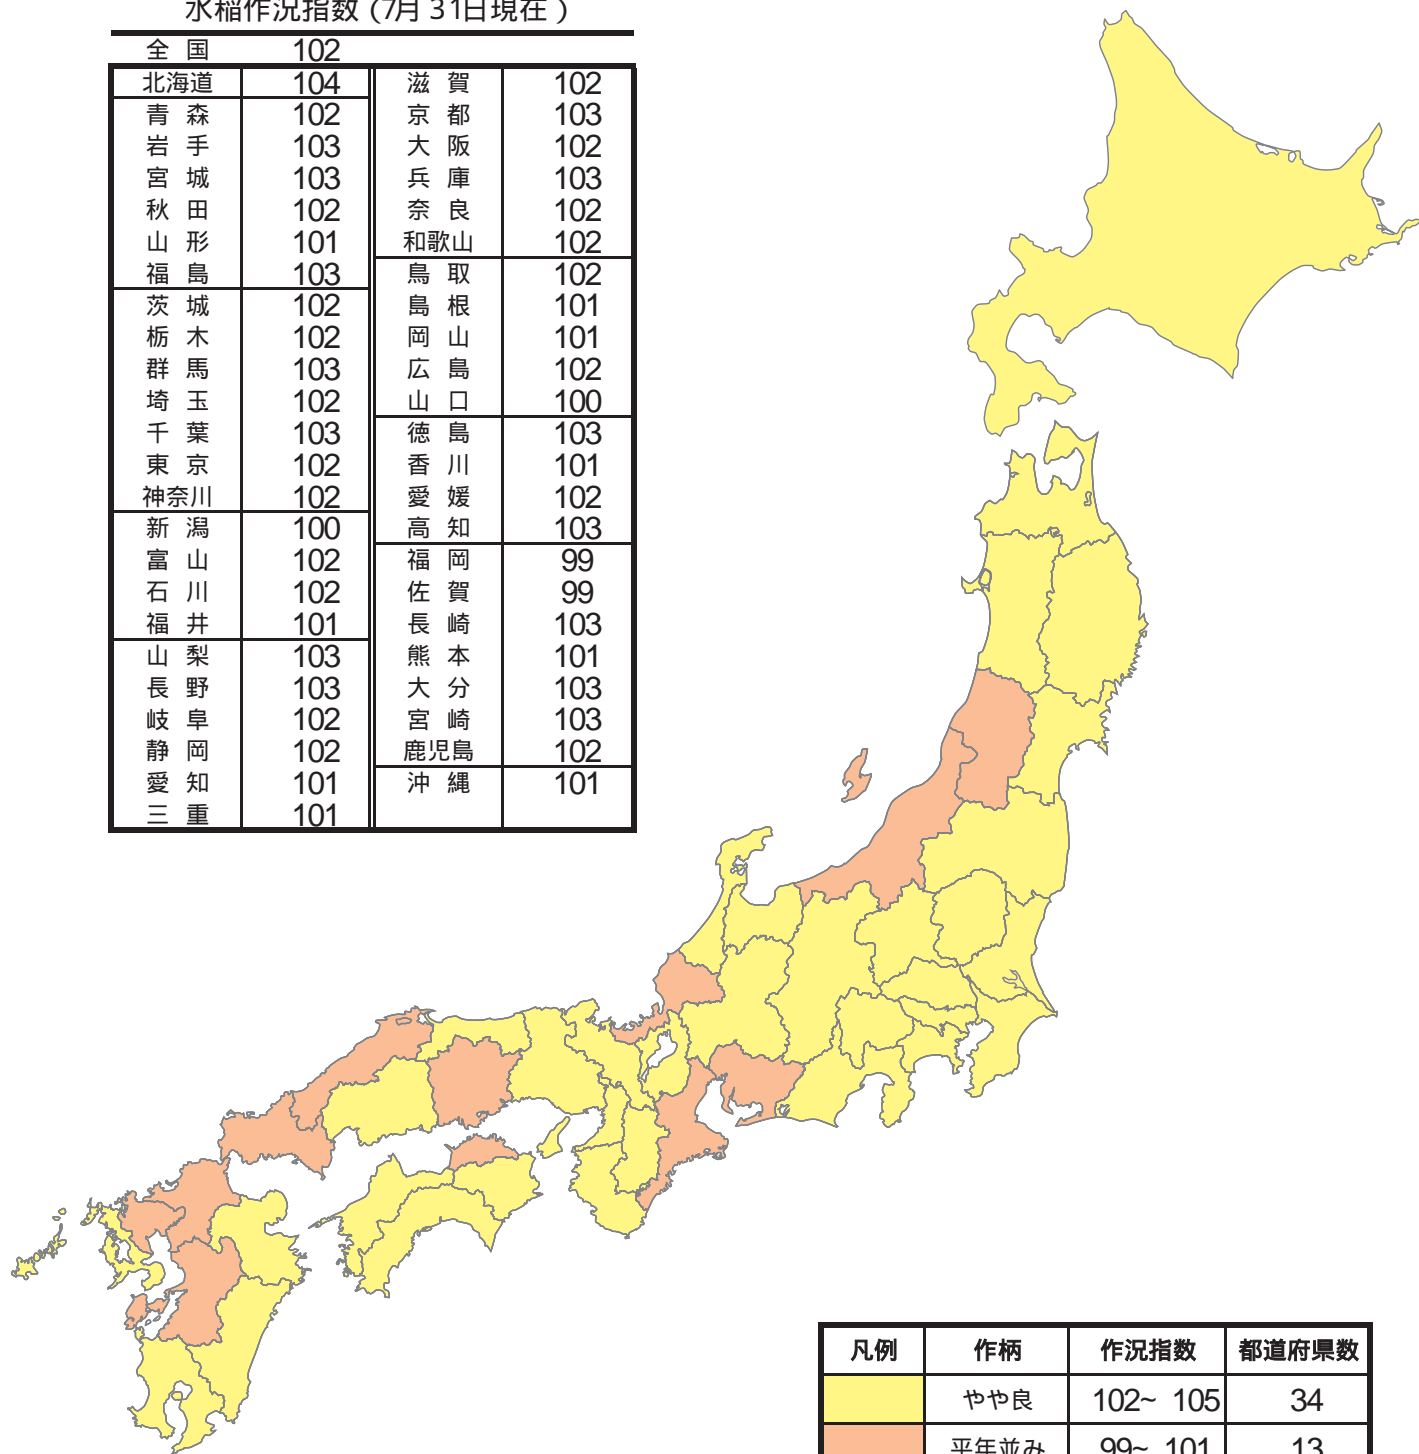 水稲作況指数 (7月 31日現在 )
全 国 102
北海道 104 滋 賀 102
青 森 102 京 都 103
岩 手 103 大 阪 102
宮 城 103 兵 庫 103
秋 田 102 奈 良 102
山 形 101 和歌山 102
福 島 103 鳥 取 102
茨 城 102 島 根 101
栃 木 102 岡 山 101
群 馬 103 広 島 102
埼 玉 102 山 口 100
千 葉 103 徳 島 103
東 京 102 香 川 101
神奈川 102 愛 媛 102
新 潟 100 高 知 103
富 山 102 福 岡 99
石 川 102 佐 賀 99
福 井 101 長 崎 103
山 梨 103 熊 本 101
長 野 103 大 分 103
岐 阜 102 宮 崎 103
静 岡 102 鹿児島 102
愛 知 101 沖 縄 101
三 重 101
凡例 作柄 作況指数 都道府県数
やや良 102~ 105 34
平年並み 99~ 101 13